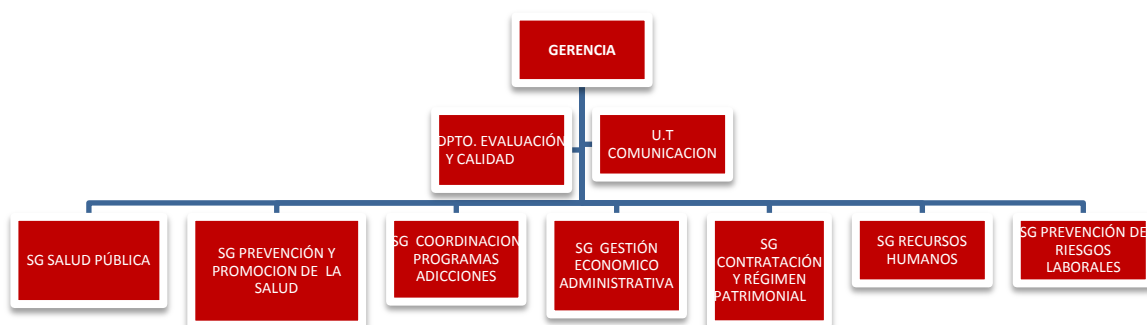 GERENCIA
DPTO. EVALUACIÓN
Y CALIDAD
U.T
COMUNICACION
SG SALUD PÚBLICA
SG PREVENCIÓN Y
PROMOCION DE LA
SALUD
SG COORDINACION
PROGRAMAS
ADICCIONES
SG GESTIÓN
ECONOMICO
ADMINISTRATIVA
SG
CONTRATACIÓN
Y RÉGIMEN
PATRIMONIAL
SG RECURSOS
HUMANOS
SG PREVENCIÓN DE
RIESGOS
LABORALES